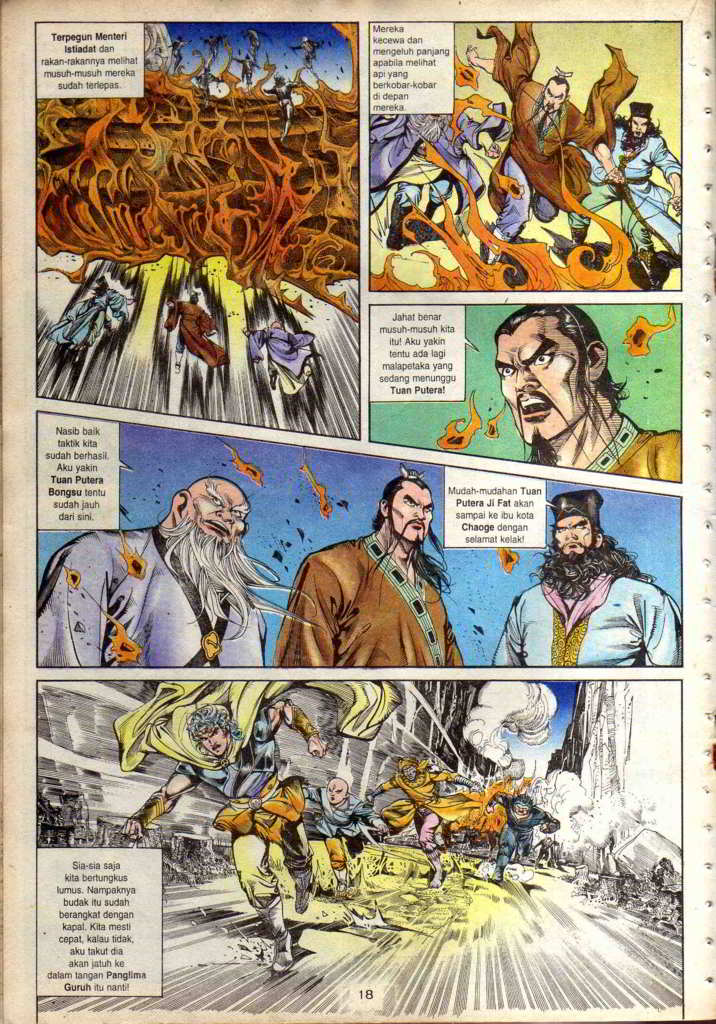 Terpegun Menteri
Istiadat dan
rakan-rakannya melihat
musuh-musuh mereka
sudah terlepas.
Mereka
kecewa dan
mengeluh panjang
apabila melihat
api yang
berkobar-kobar
di depan
mereka.
Jahat benar
musuh-musuh kita
itu! Aku yakin
tentu ada lagi
malapetaka yang
sedang menunggu
Tuan Putera!
Nasib baik
taktik kita
sudah berhasil.
Aku yakin
Tuan Putera
Bongsu tentu
sudah jauh
dari sini.
Mudah-mudahan Tuan
Putera Ji Fat akan
sampai ke ibu kota
Chaoge dengan
selamat kelak!
Sia-sia saja
kita bertungkus
lumus. Nampaknya
budak itu sudah
berangkat dengan
kapal. Kita mesti
cepat, kalau tidak,
aku takut dia
akan jatuh ke
dalam tangan Panglima
Guruh itu nanti!
18